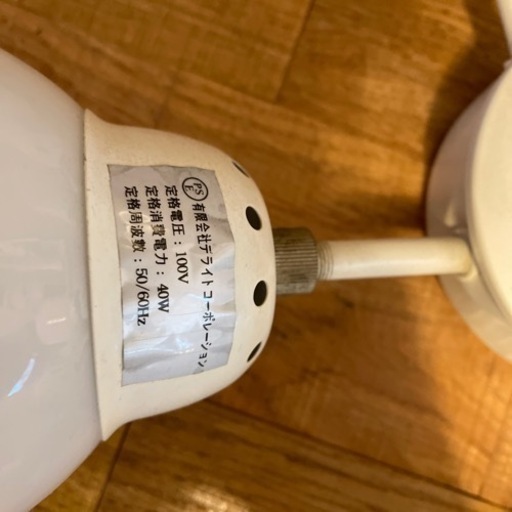 PSE 有限会社デライトコーポレーション
定格電圧：100V
定格消費電力：40W
定格周波数：50/60Hz